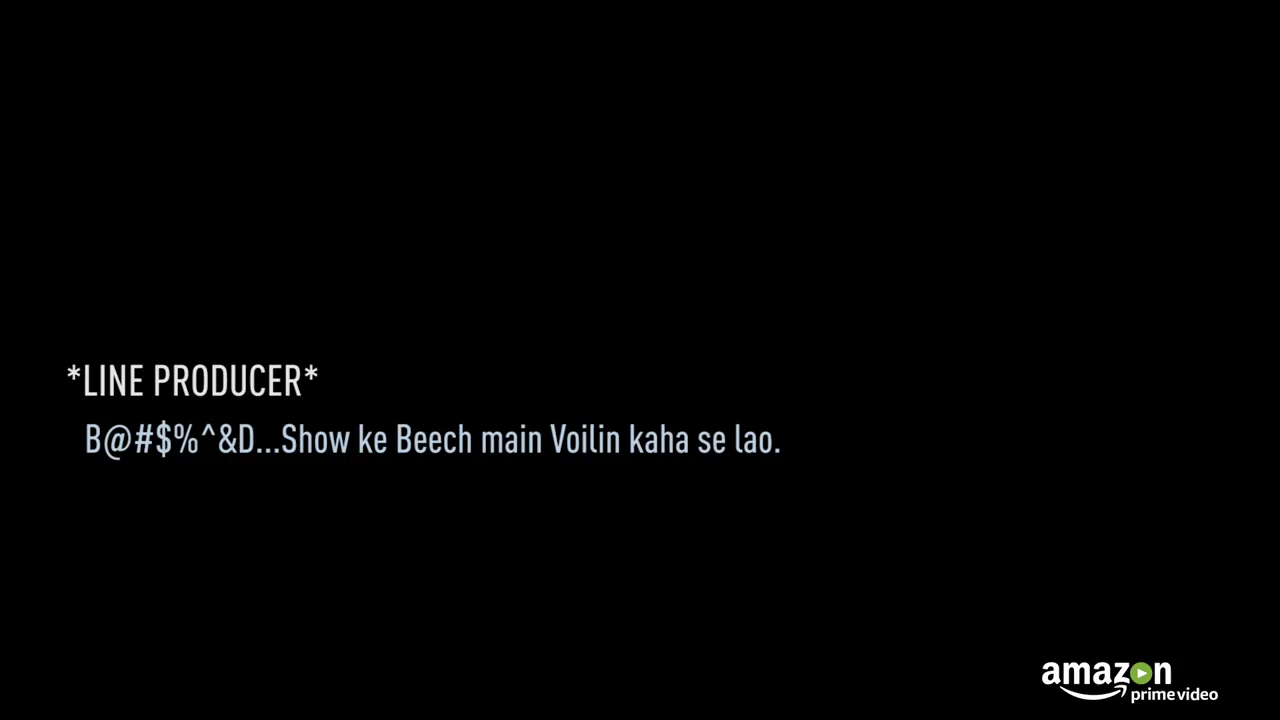 *LINE PRODUCER*
B@#$%^&D...Show ke Beech main Voilin kaha se lao.
amazon
prime video